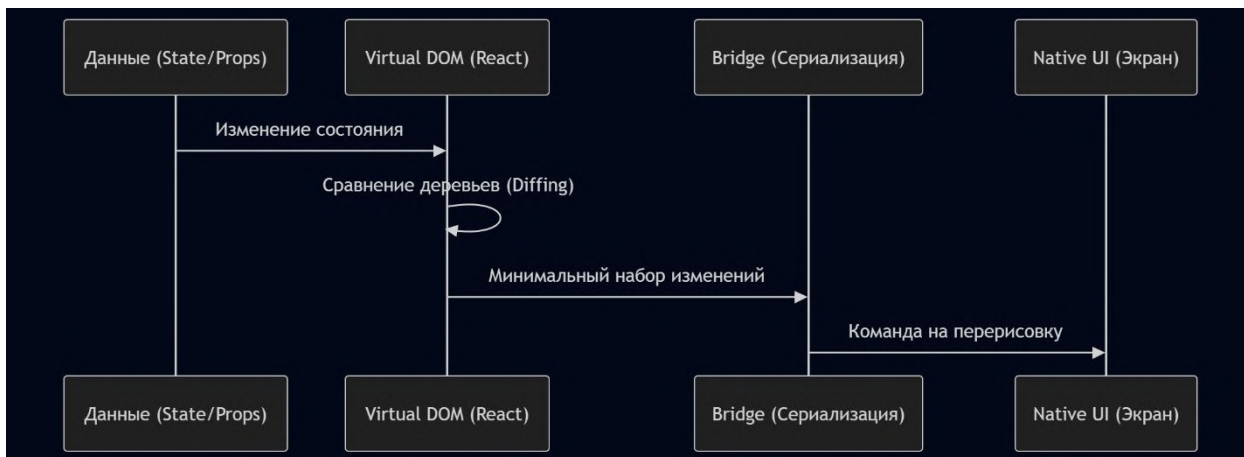 Данные (State/Props)
Virtual DOM (React)
Bridge (Сериализация)
Native UI (Экран)
Изменение состояния
Сравнение деревьев (Diffing)
Минимальный набор изменений
Команда на перерисовку
Данные (State/Props)
Virtual DOM (React)
Bridge (Сериализация)
Native UI (Экран)